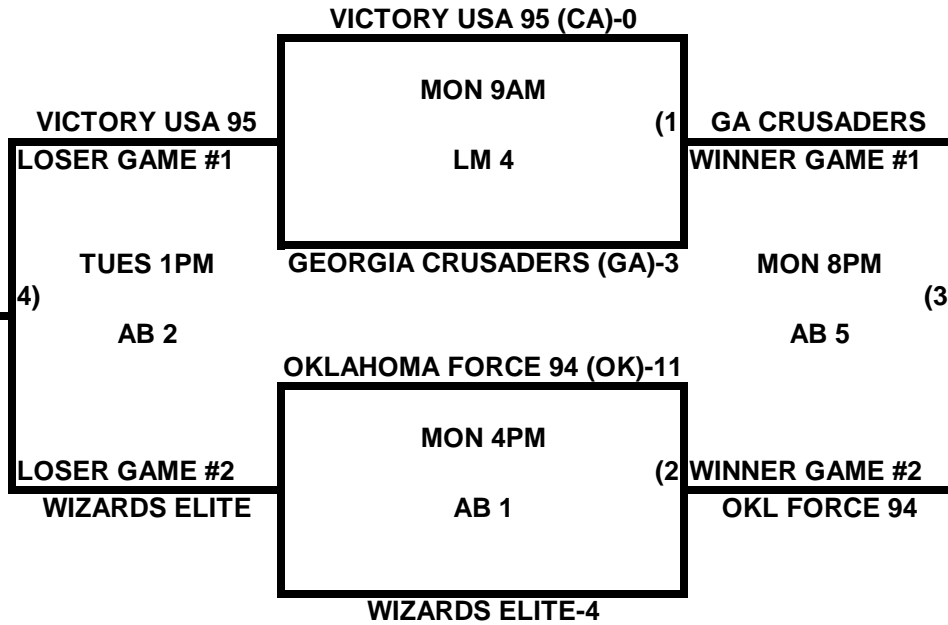 VICTORY USA 95 (CA)-0
MON 9AM
VICTORY USA 95
(1
GA CRUSADERS
LOSER GAME #1
LM 4
WINNER GAME #1
TUES 1PM
GEORGIA CRUSADERS (GA)-3
MON 8PM
4)
(3
AB 2
AB 5
OKLAHOMA FORCE 94 (OK)-11
MON 4PM
LOSER GAME #2
(2
WINNER GAME #2
WIZARDS ELITE
AB 1
OKL FORCE 94
WIZARDS ELITE-4